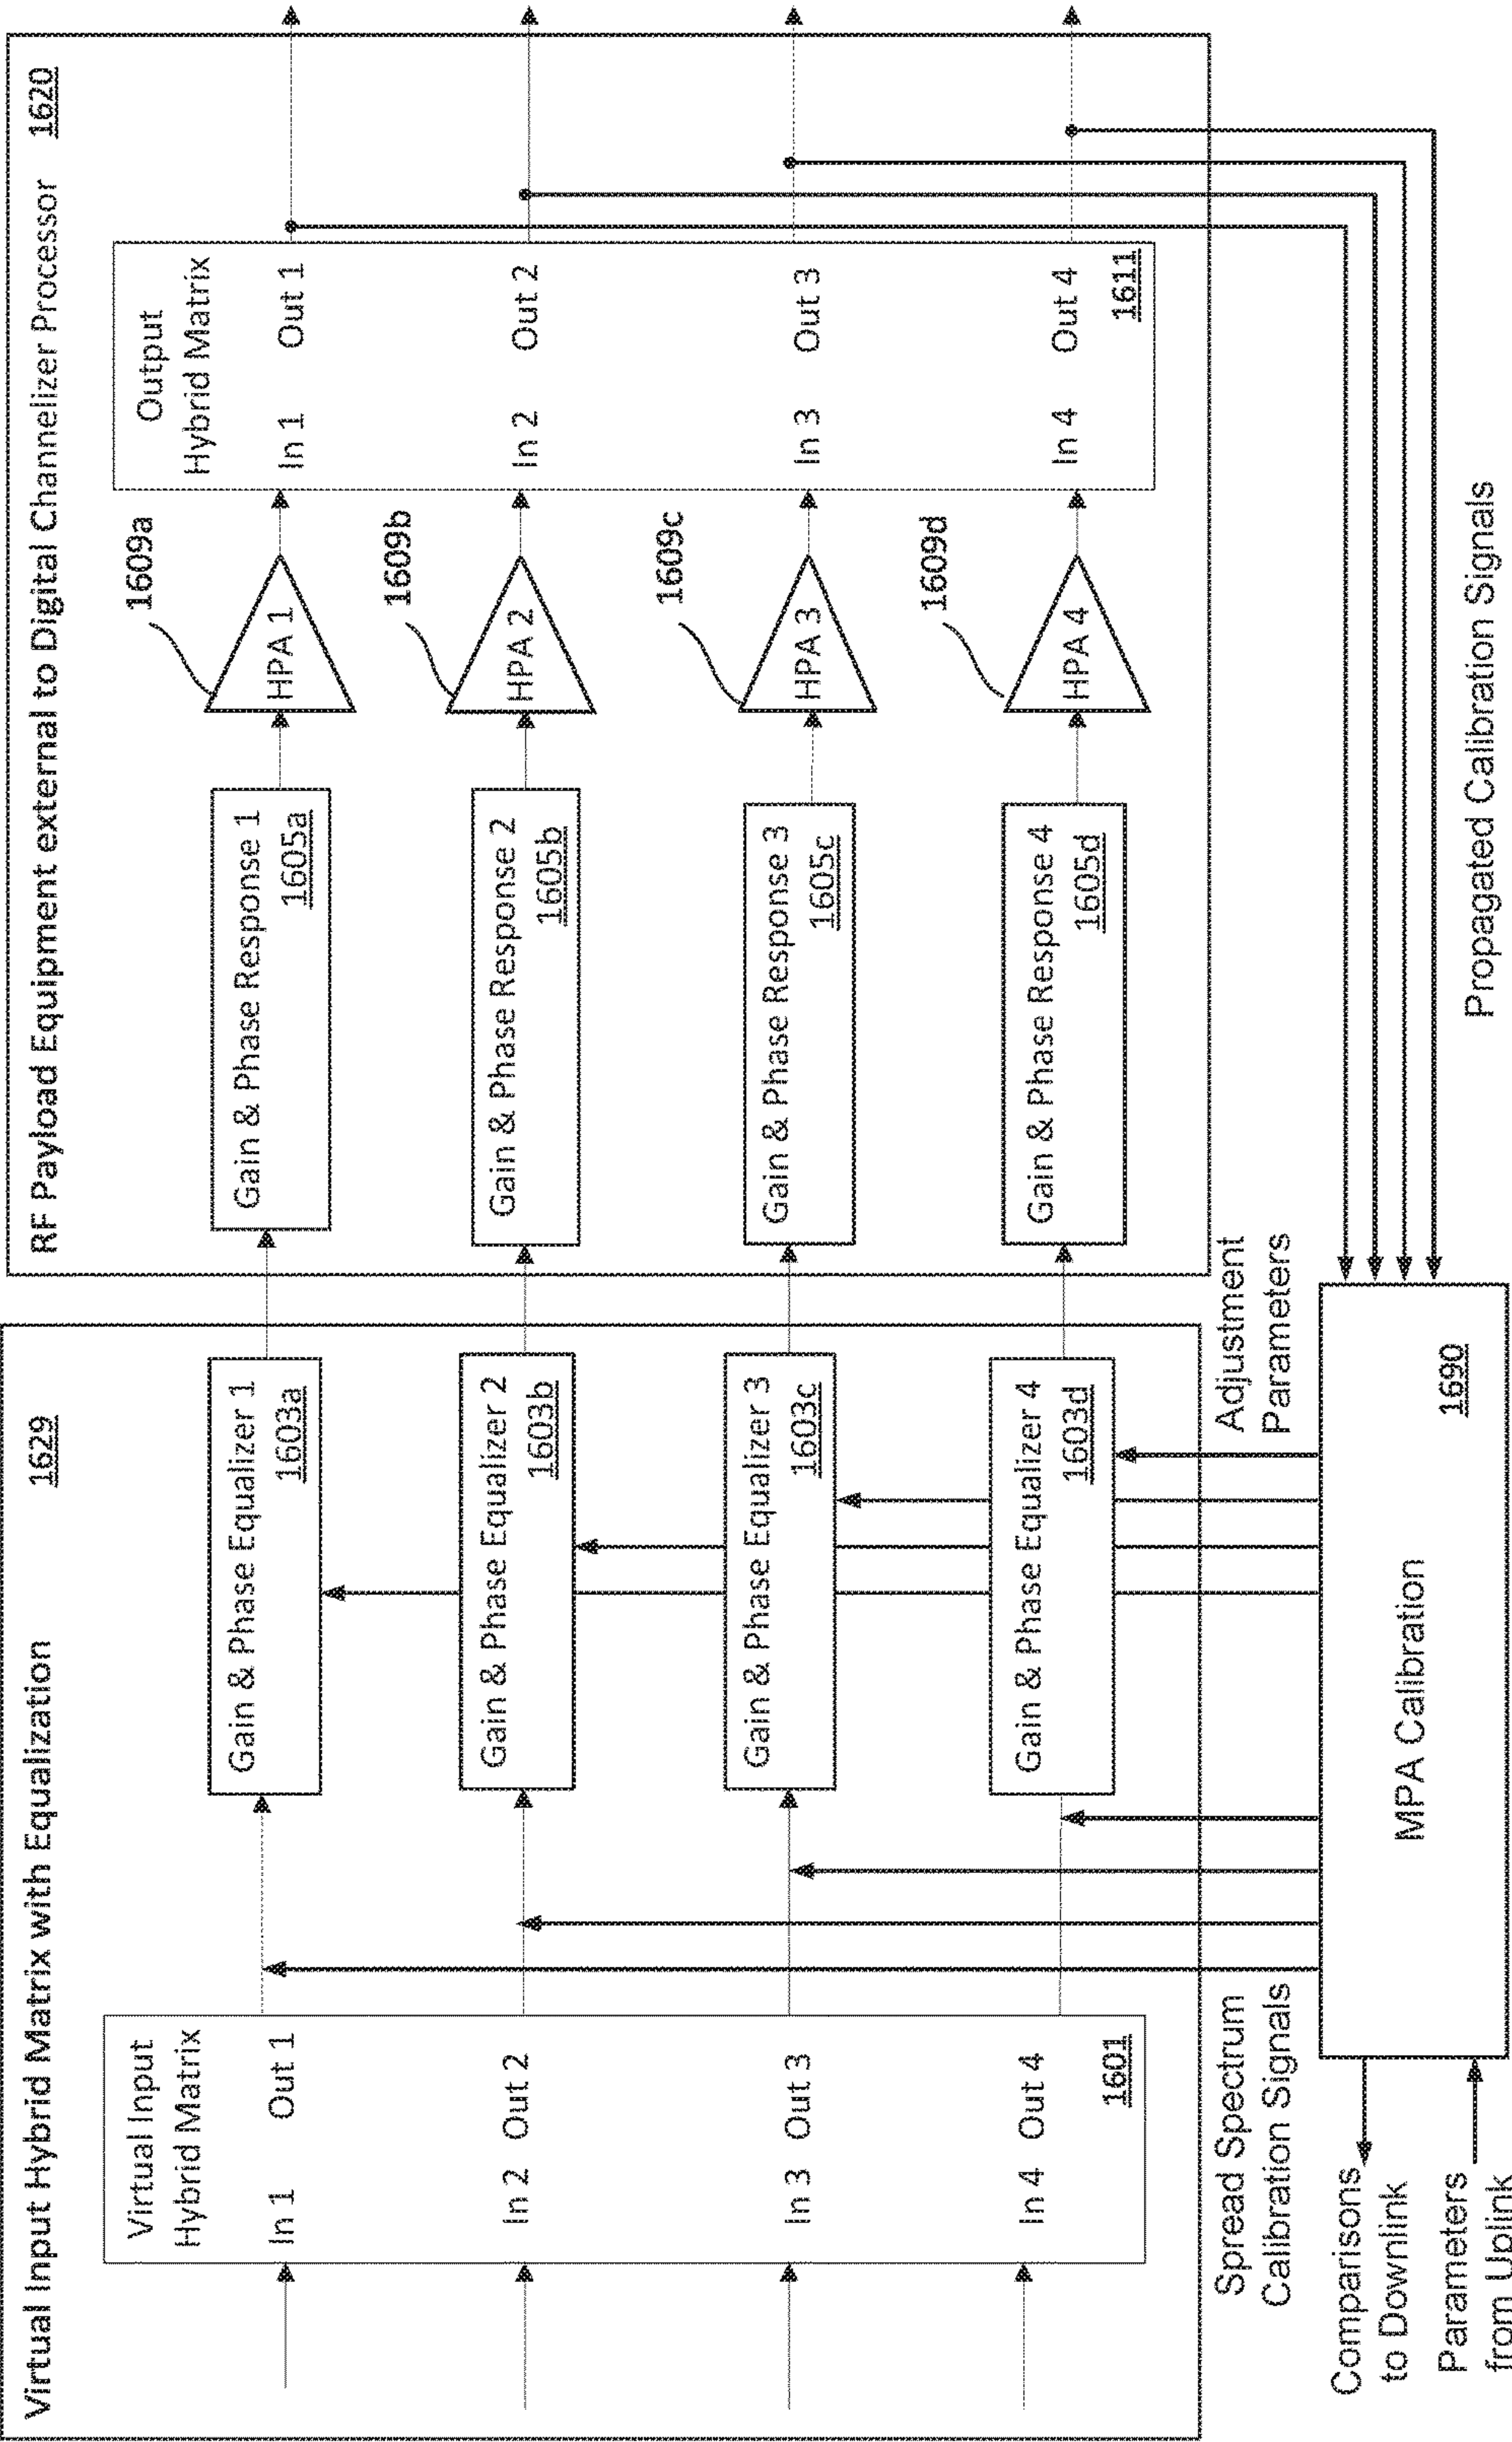 Virtual Input Hybrid Matrix with Equalization
1629
Virtual Input
Hybrid Matrix
In 1 Out 1
In 2 Out 2
In 3 Out 3
In 4 Out 4
1601
Gain & Phase Equalizer 1
1603a
Gain & Phase Equalizer 2
1603b
Gain & Phase Equalizer 3
1603c
Gain & Phase Equalizer 4
1603d
RF Payload Equipment external to Digital Channelizer Processor
1620
Gain & Phase Response 1
1605a
Gain & Phase Response 2
1605b
Gain & Phase Response 3
1605c
Gain & Phase Response 4
1605d
1609a
HPA 1
1609b
HPA 2
1609c
HPA 3
1609d
HPA 4
Output
Hybrid Matrix
In 1 Out 1
In 2 Out 2
In 3 Out 3
In 4 Out 4
1611
Spread Spectrum
Calibration Signals
Adjustment
Parameters
Comparisons
to Downlink
Parameters
from Uplink
MPA Calibration
1690
Propagated Calibration Signals